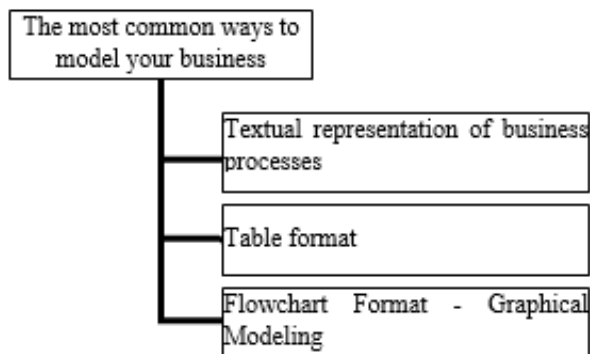 The most common ways to
model your business
Textual representation of business
processes
Table format
Flowchart Format - Graphical
Modeling